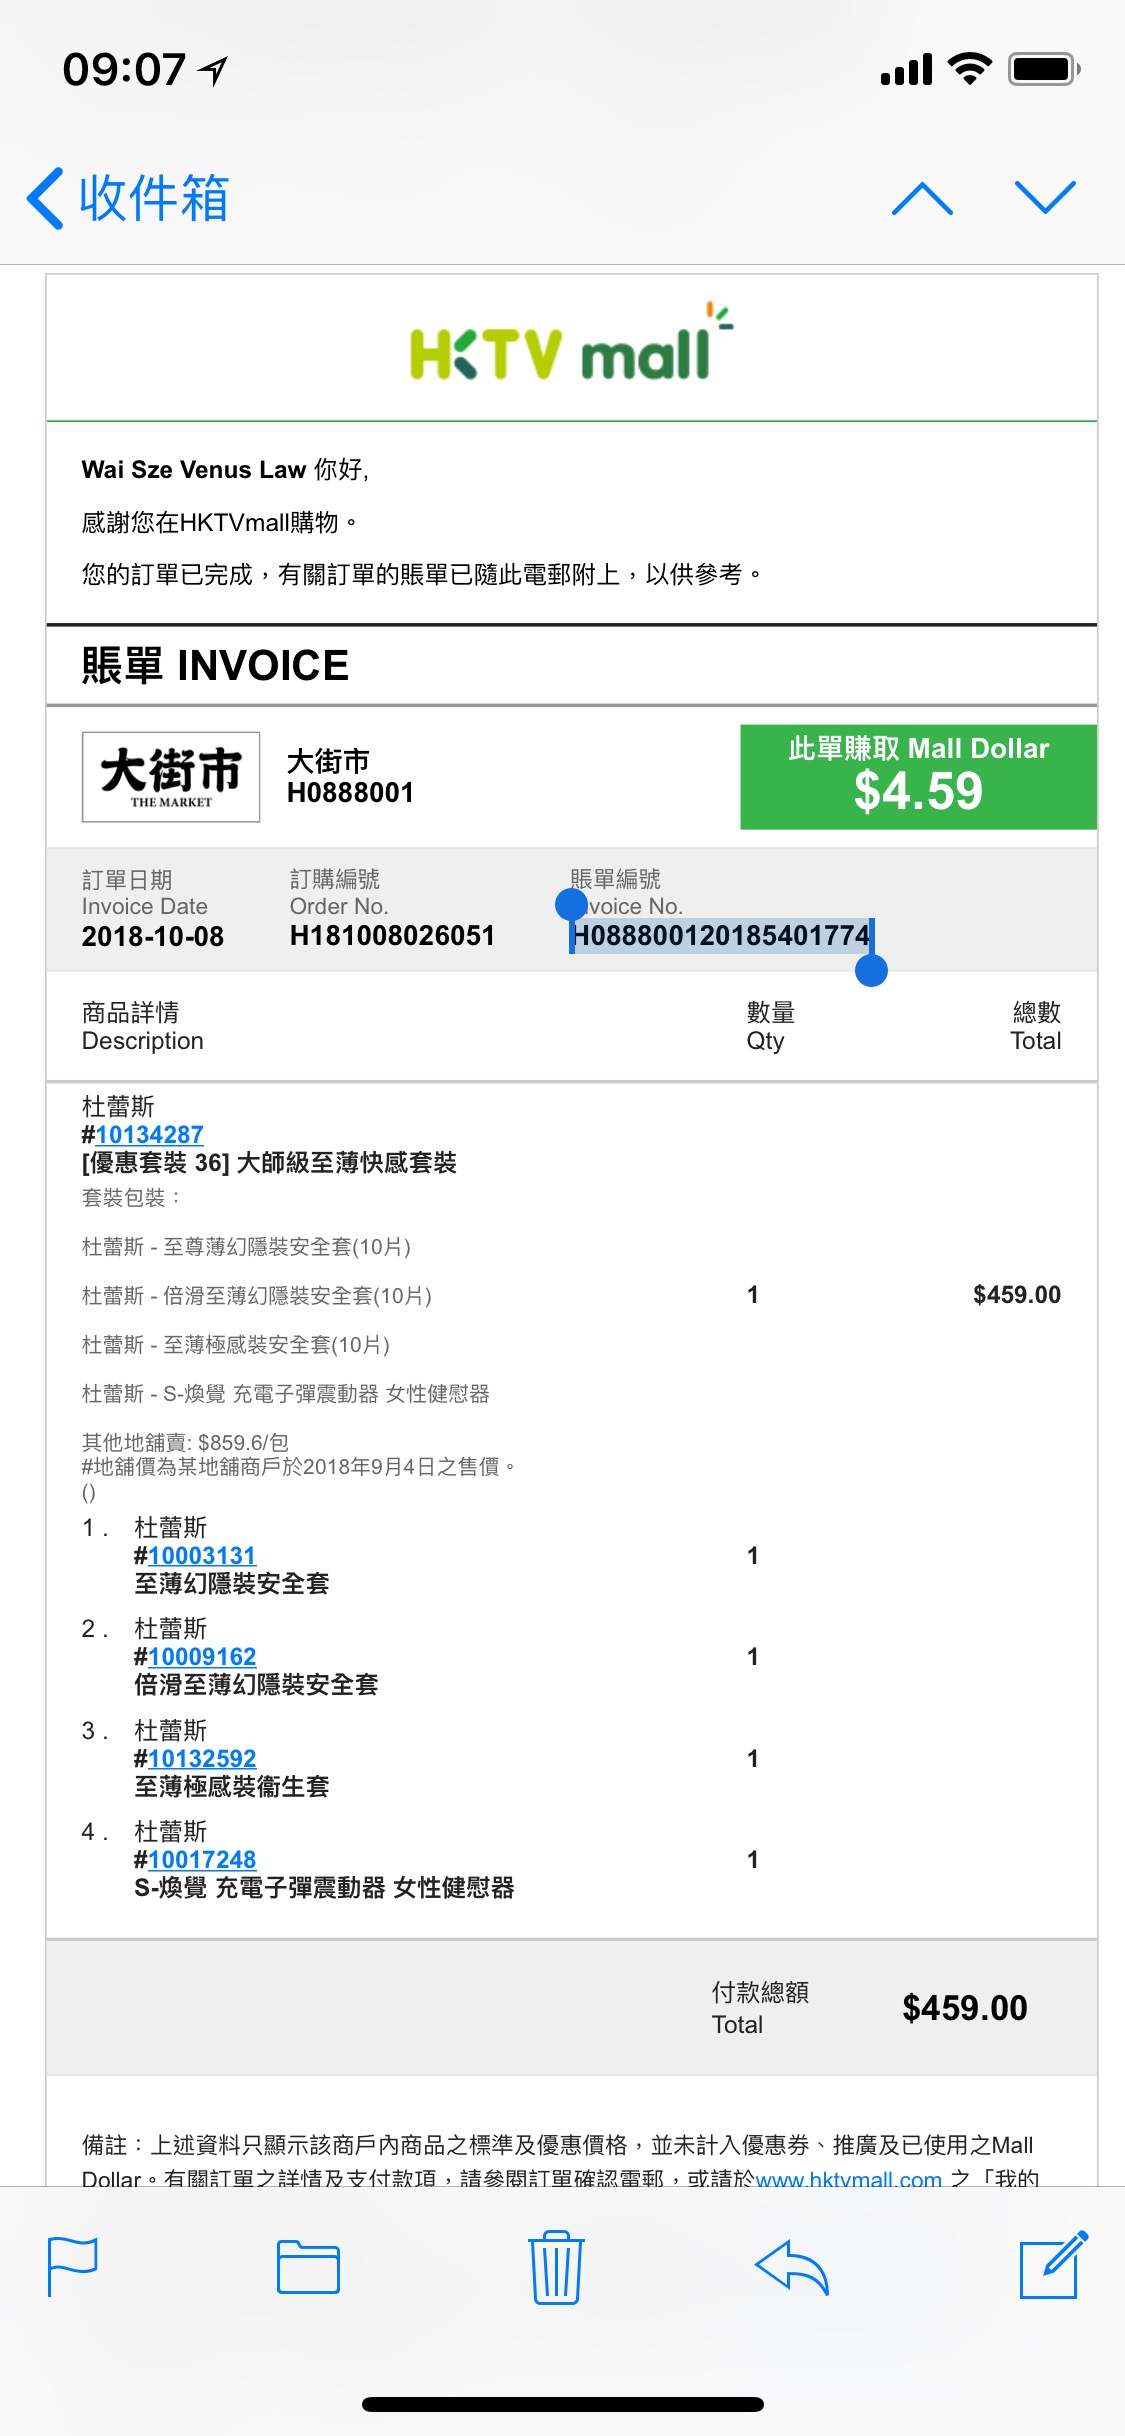 09:07
收件箱
HKTV mall
Wai Sze Venus Law 你好,
感謝您在HKTVmall購物。
您的訂單已完成，有關訂單的賬單已隨此電郵附上，以供參考。
賬單 INVOICE
大街市
THE MARKET
大街市
H0888001
此單賺取 Mall Dollar
$4.59
訂單日期
Invoice Date
2018-10-08
訂購編號
Order No.
H181008026051
賬單編號
nvoice No.
H088800120185401774
商品詳情
Description
數量
Qty
總數
Total
杜蕾斯
#10134287
[優惠套裝 36] 大師級至薄快感套裝
套裝包裝：
杜蕾斯 - 至尊薄幻隱裝安全套(10片)
杜蕾斯 - 倍滑至薄幻隱裝安全套(10片)
1
$459.00
杜蕾斯 - 至薄極感裝安全套(10片)
杜蕾斯 - S-煥覺 充電子彈震動器 女性健慰器
其他地舖賣: $859.6/包
#地舖價為某地舖商戶於2018年9月4日之售價。
()
1 . 杜蕾斯
#10003131
1
至薄幻隱裝安全套
2 . 杜蕾斯
#10009162
1
倍滑至薄幻隱裝安全套
3 . 杜蕾斯
#10132592
1
至薄極感裝衞生套
4 . 杜蕾斯
#10017248
1
S-煥覺 充電子彈震動器 女性健慰器
付款總額
Total
$459.00
備註：上述資料只顯示該商戶內商品之標準及優惠價格，並未計入優惠券、推廣及已使用之Mall
Dollar。有關訂單之詳情及支付款項，請參閱訂單確認電郵，或請於www.hktvmall.com 之「我的